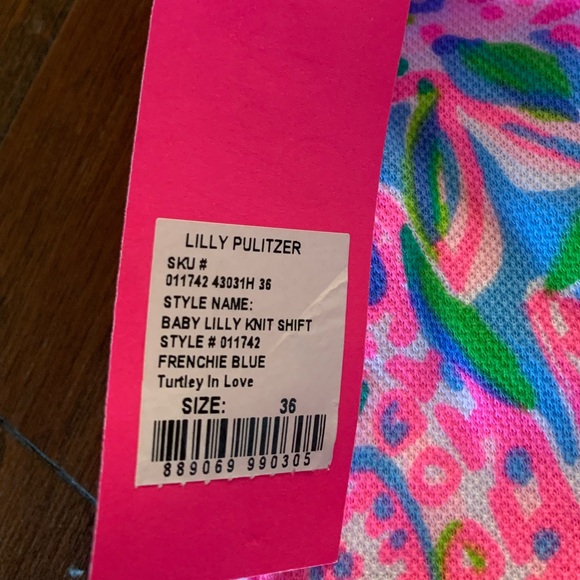 LILLY PULITZER
SKU #
011742 43031H 36
STYLE NAME:
BABY LILLY KNIT SHIFT
STYLE # 011742
FRENCHIE BLUE
Turtley In Love
SIZE: 36
889069 990305